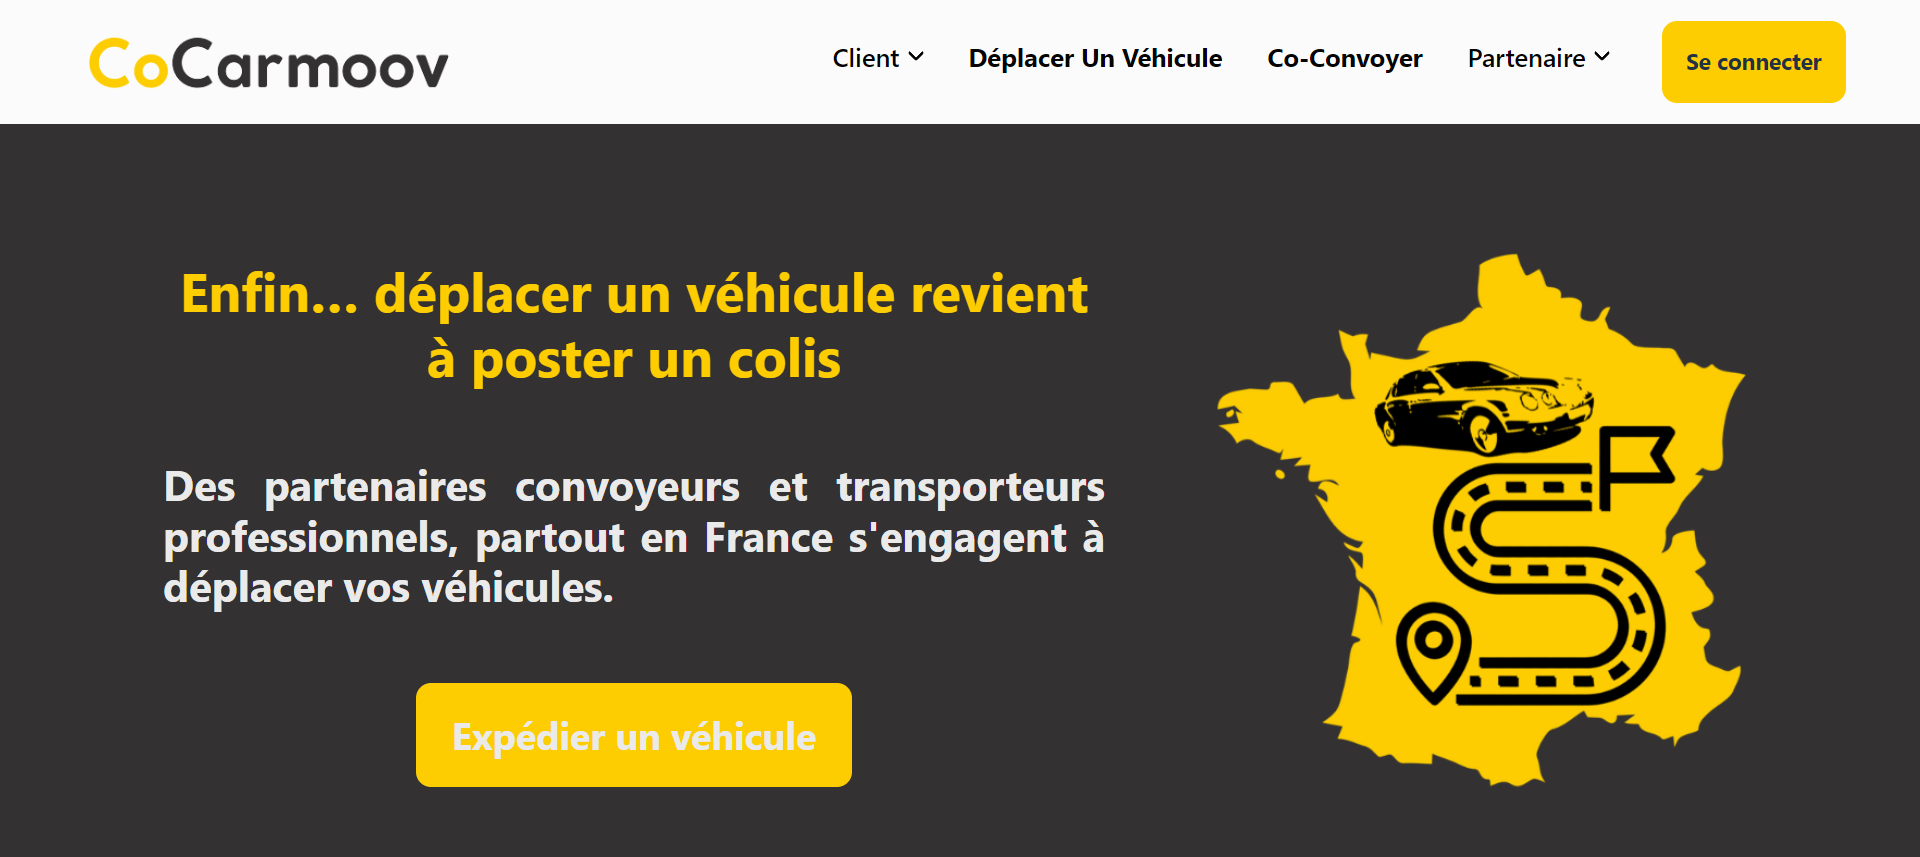 CoCarmoov
Client
Déplacer Un Véhicule
Co-Convoyer
Partenaire
Se connecter
Enfin... déplacer un véhicule revient
à poster un colis
Des partenaires convoyeurs et transporteurs
professionnels, partout en France s'engagent à
déplacer vos véhicules.
Expédier un véhicule